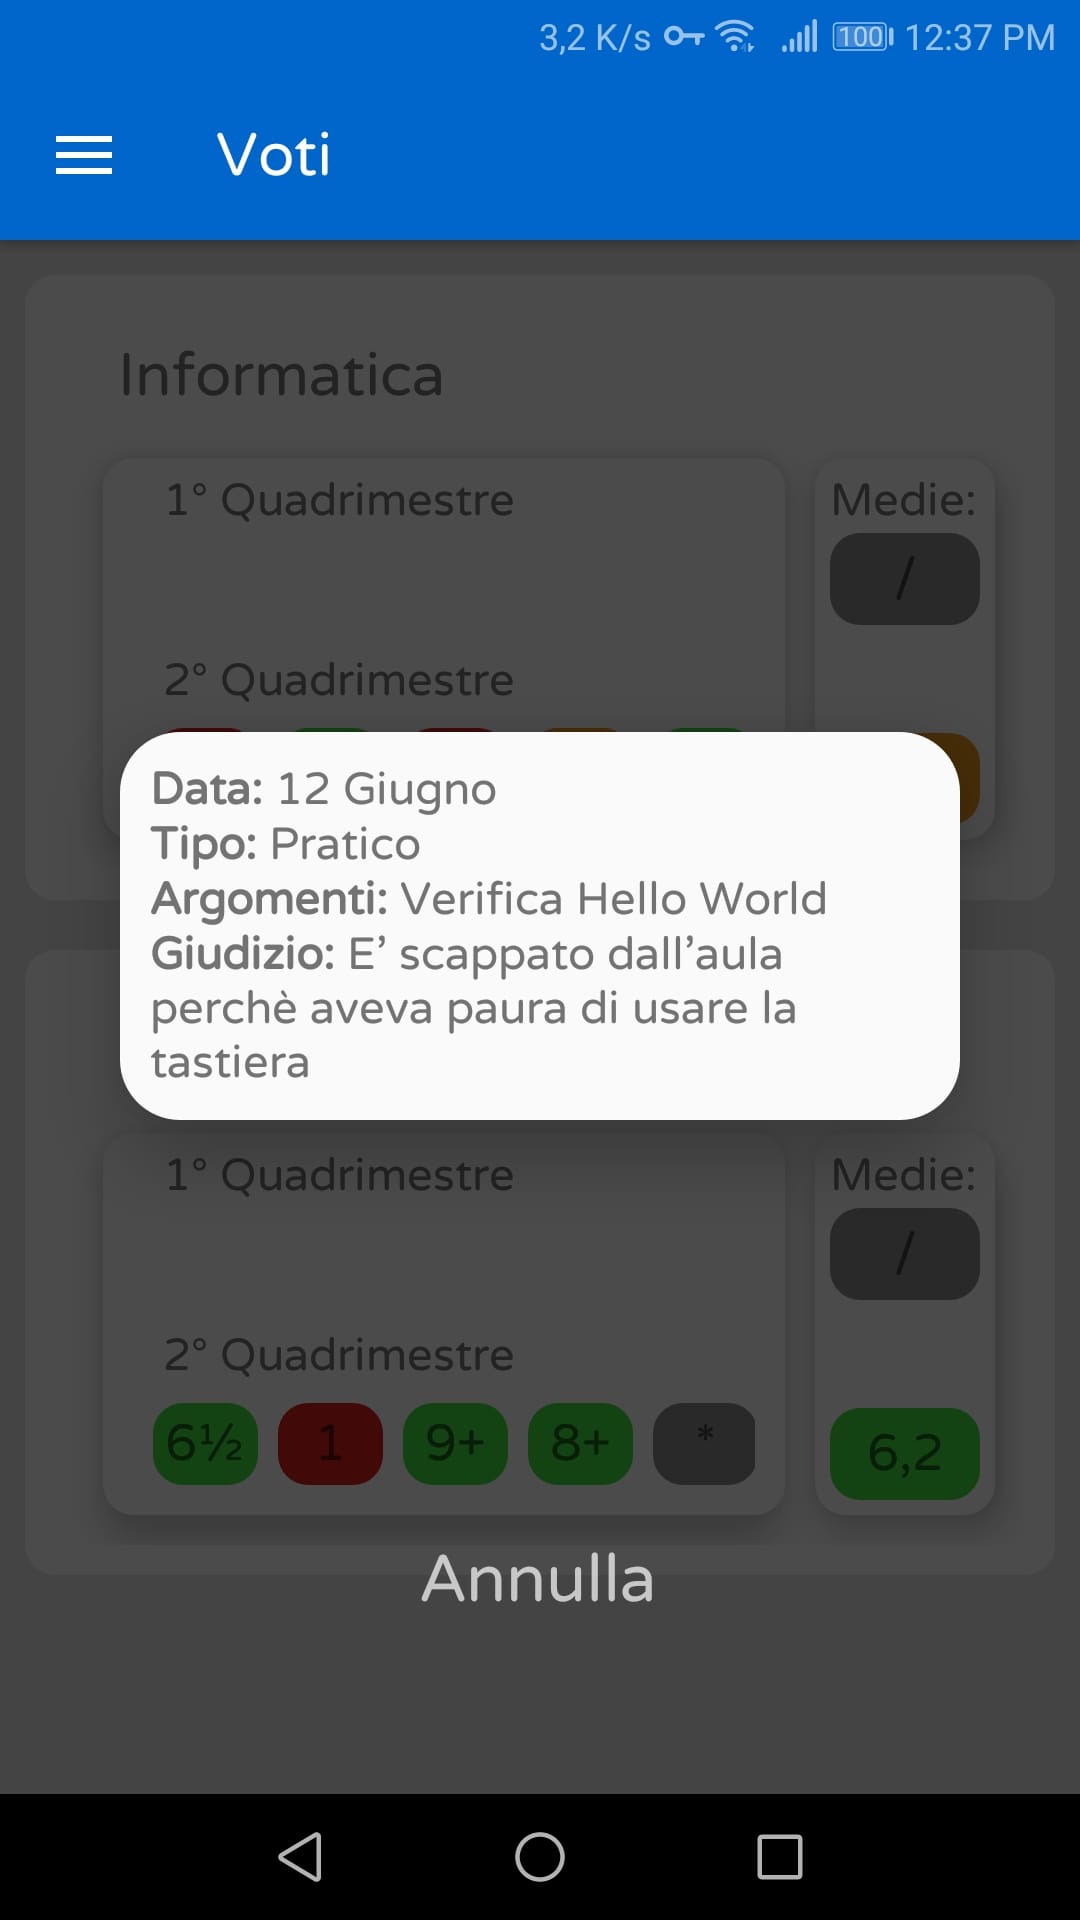 3,2 K/s 100 12:37 PM
Voti
Informatica
1° Quadrimestre
Medie:
/
2° Quadrimestre
Data: 12 Giugno
Tipo: Pratico
Argomenti: Verifica Hello World
Giudizio: E’ scappato dall’aula
perchè aveva paura di usare la
tastiera
1° Quadrimestre
Medie:
/
2° Quadrimestre
6½ 1 9+ 8+ *
6,2
Annulla